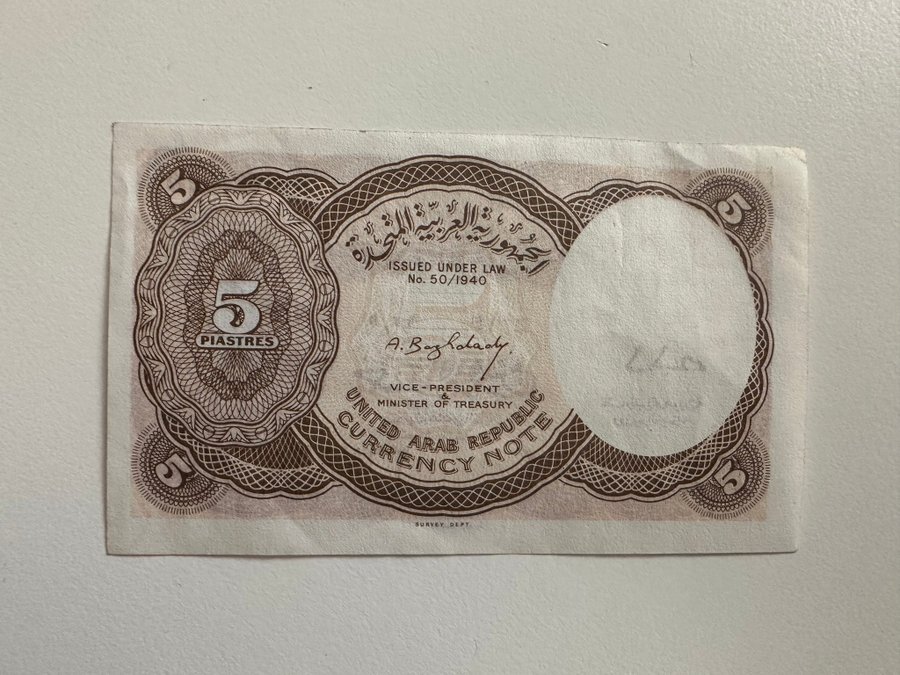 5
5
الجمهورية العربية المتحدة
ISSUED UNDER LAW
No. 50/1940
5
PIASTRES
A. Baghdady.
VICE-PRESIDENT
&
MINISTER OF TREASURY
UNITED ARAB REPUBLIC
CURRENCY NOTE
5
5
SURVEY DEPT.